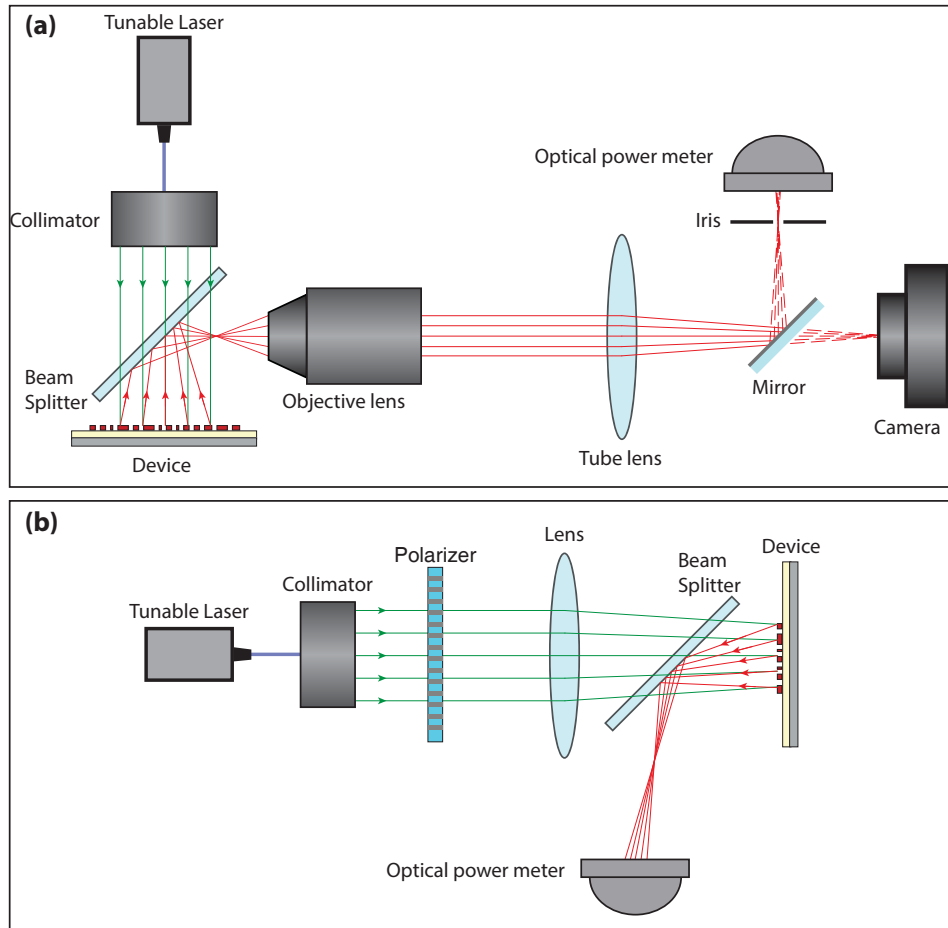 (a)
Tunable Laser
Optical power meter
Collimator
Iris
Beam
Splitter
Objective lens
Mirror
Camera
Tube lens
Device
(b)
Lens
Device
Polarizer
Beam
Splitter
Collimator
Tunable Laser
Optical power meter